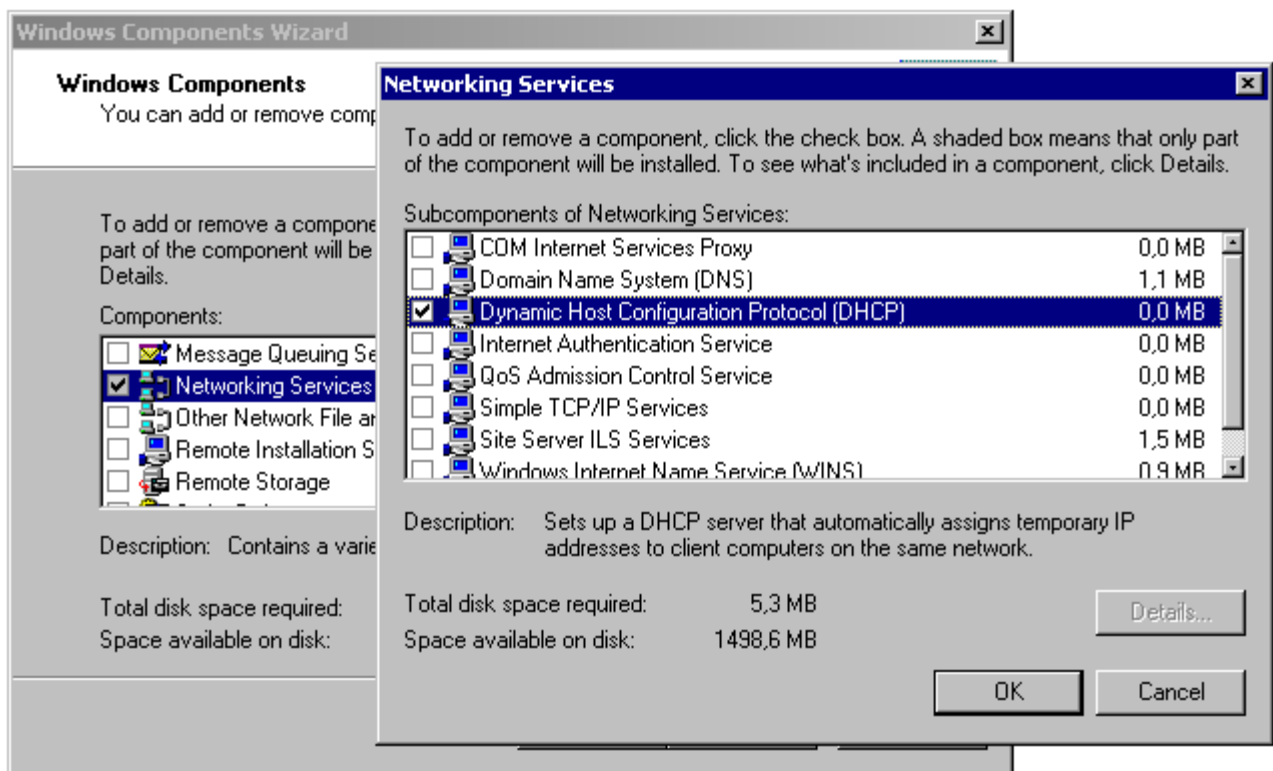 Windows Components Wizard
Windows Components
You can add or remove
Networking Services
To add or remove a component, click the check box. A shaded box means that only part
of the component will be installed. To see what's included in a component, click Details.
To add or remove a
part of the component will be
Details.
Components:
Message Queuing
Networking Services
Other Network File
Remote Installation
Remote Storage
Description: Contains a
Total disk space required:
Space available on disk:
Subcomponents of Networking Services:
COM Internet Services Proxy 0,0 MB
Domain Name System (DNS) 1,1 MB
Dynamic Host Configuration Protocol (DHCP) 0,0 MB
Internet Authentication Service 0,0 MB
QoS Admission Control Service 0,0 MB
Simple TCP/IP Services 0,0 MB
Site Server ILS Services 1,5 MB
Windows Internet Name Service (WINS) 0,9 MB
Description: Sets up a DHCP server that automatically assigns temporary IP
addresses to client computers on the same network.
Total disk space required: 5,3 MB
Space available on disk: 1498,6 MB
Details...
OK
Cancel